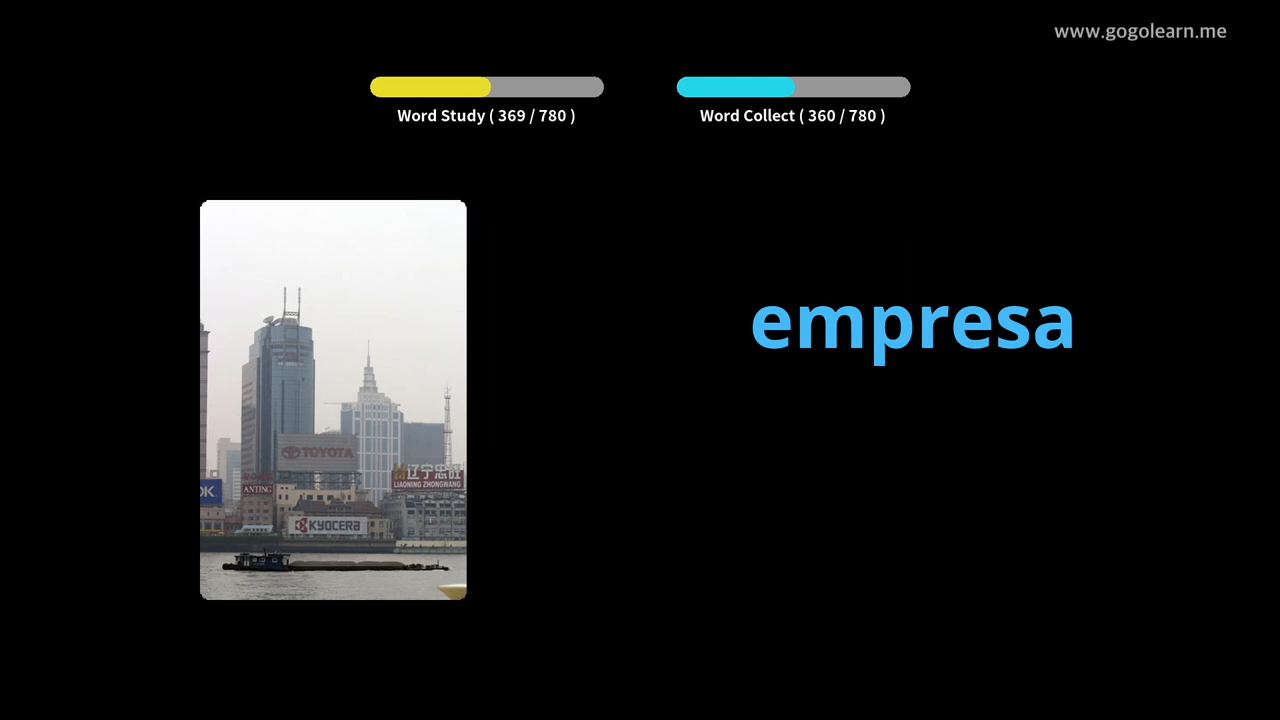 www.gogolearn.me
Word Study ( 369 / 780 )
Word Collect ( 360 / 780 )
empresa
TOYOTA
辽宁忠旺
LIAONING ZHONGWANG
ANTING
KYOCERA